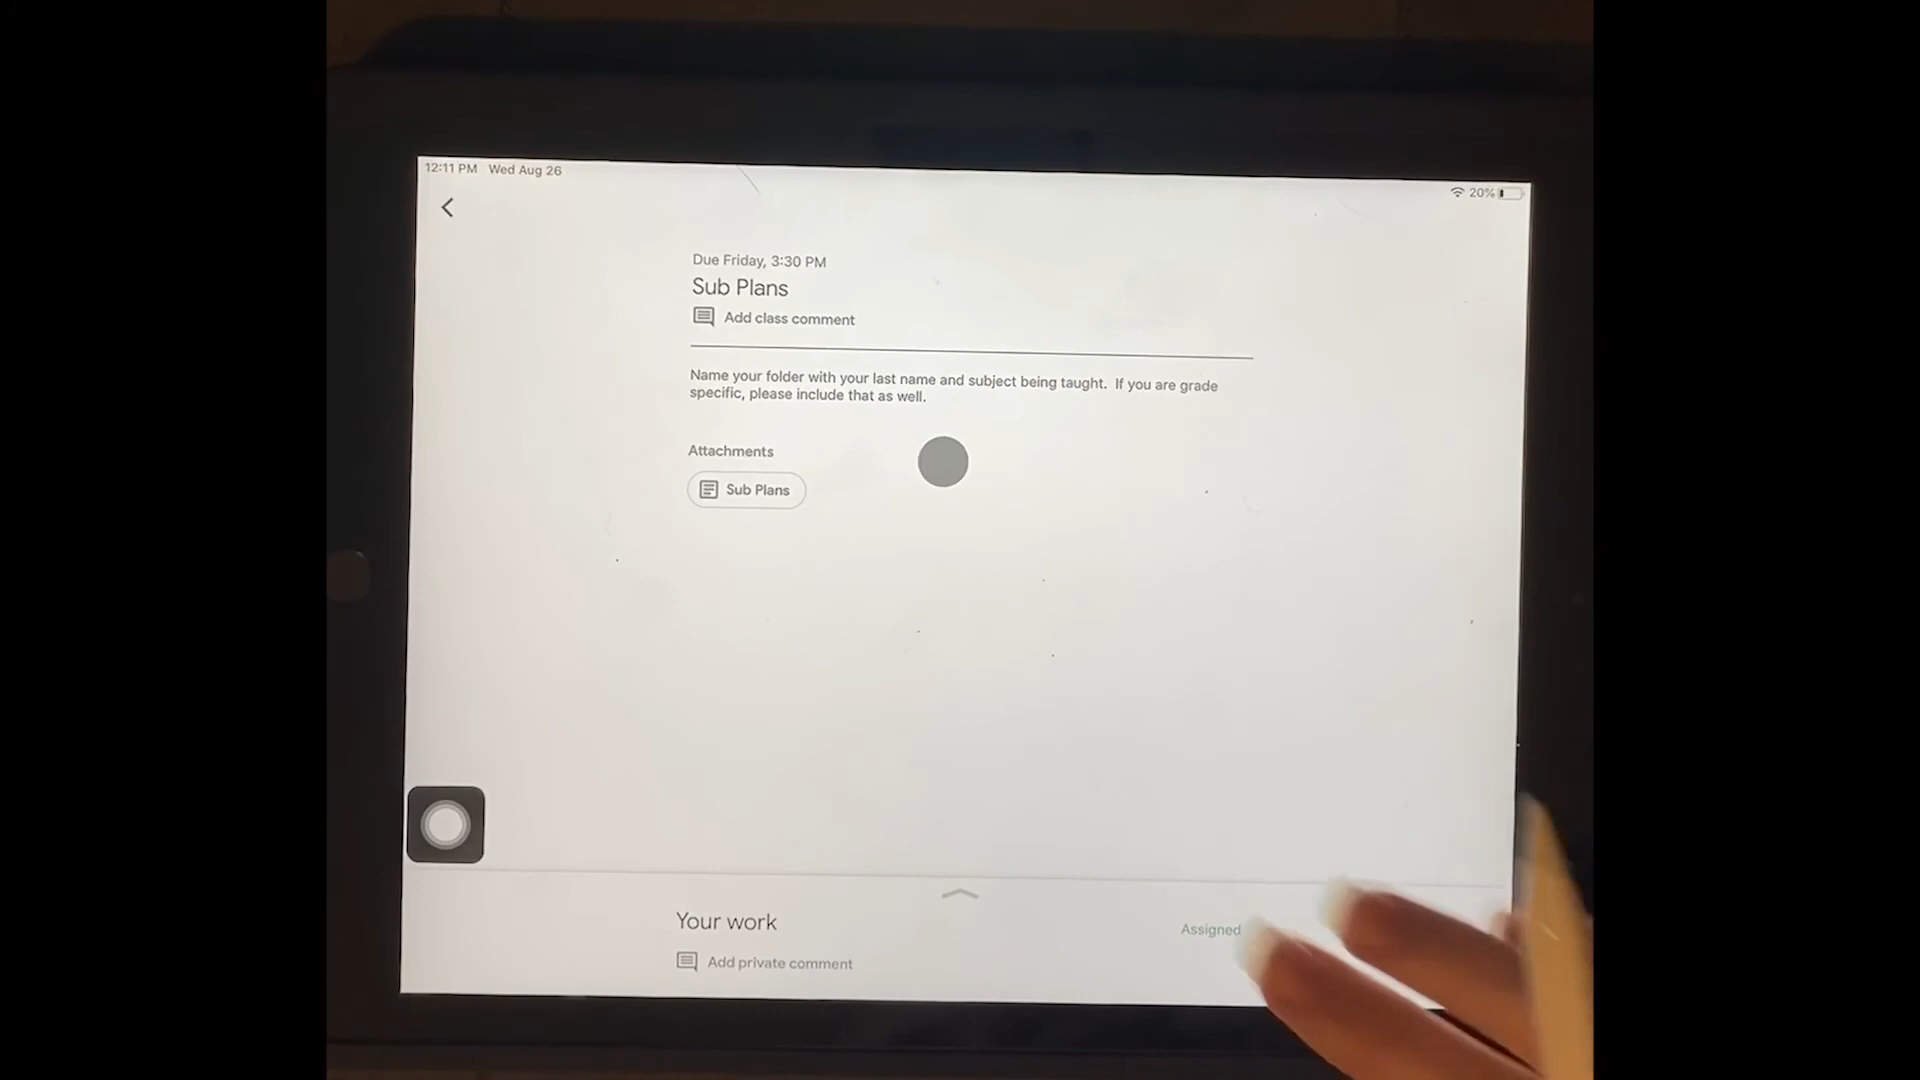 12:11 PM Wed Aug 26
20%
Due Friday, 3:30 PM
Sub Plans
Add class comment
Name your folder with your last name and subject being taught. If you are grade
specific, please include that as well.
Attachments
Sub Plans
Your work
Assigned
Add private comment